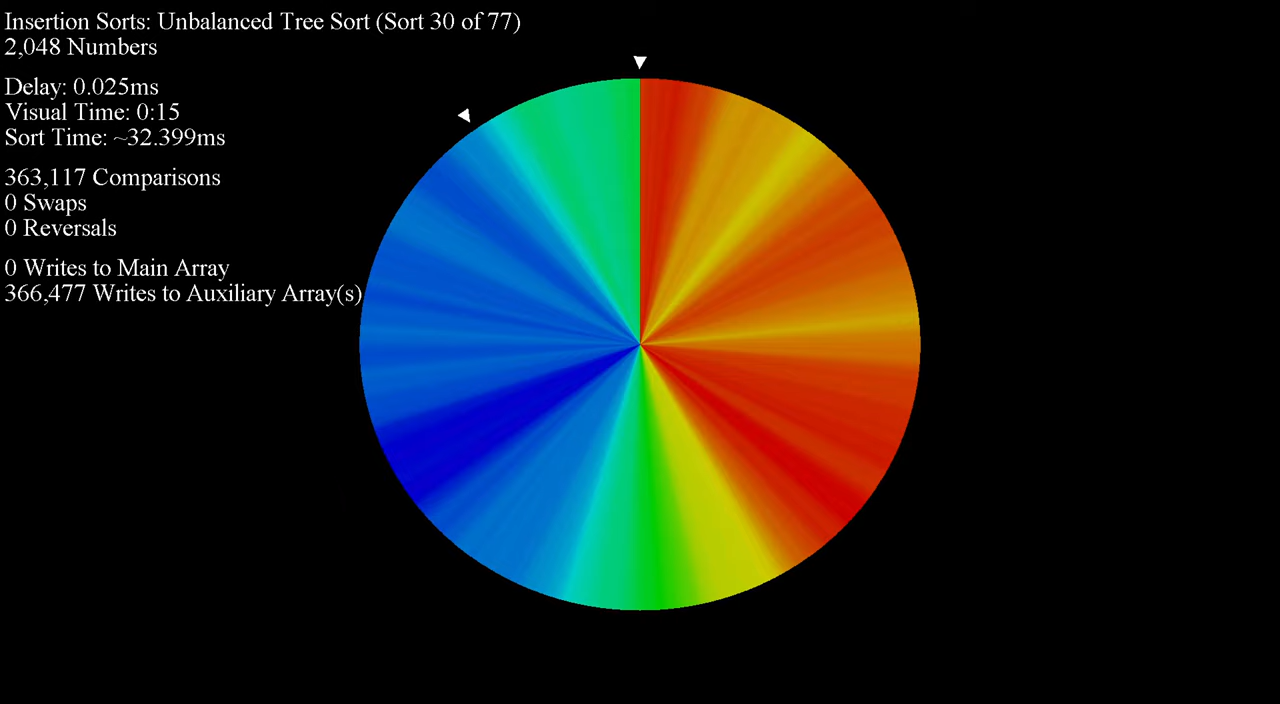 Insertion Sorts: Unbalanced Tree Sort (Sort 30 of 77)
2,048 Numbers
Delay: 0.025ms
Visual Time: 0:15
Sort Time: ~32.399ms
363,117 Comparisons
0 Swaps
0 Reversals
0 Writes to Main Array
366,477 Writes to Auxiliary Array(s)